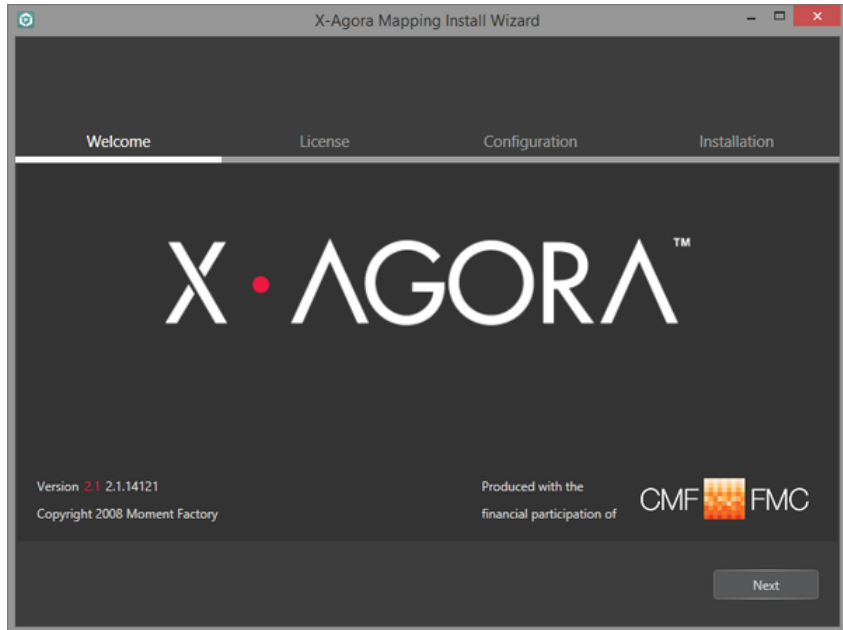 X-Agora Mapping Install Wizard
Welcome License Configuration Installation
X • AGORA™
Version 2.1 2.1.14121
Copyright 2008 Moment Factory
Produced with the
financial participation of
CMF FMC
Next